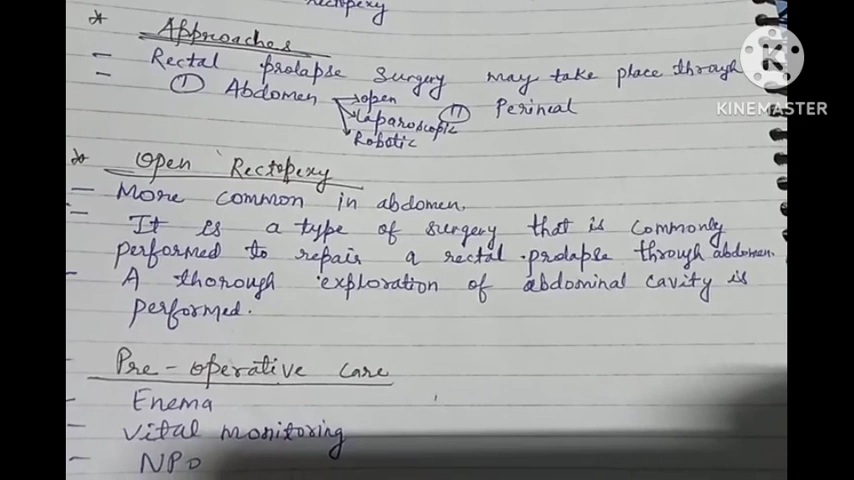 Rectopexy
* Approaches
- Rectal prolapse surgery may take place through
- I Abdomen → open II Perineal
→ Laparoscopic
→ Robotic
* Open Rectopexy
- More common in abdomen.
- It is a type of surgery that is commonly
performed to repair a rectal prolapse through abdomen.
- A thorough exploration of abdominal cavity is
performed.
- Pre-operative care
- Enema
- Vital monitoring
- NPO
KINEMASTER